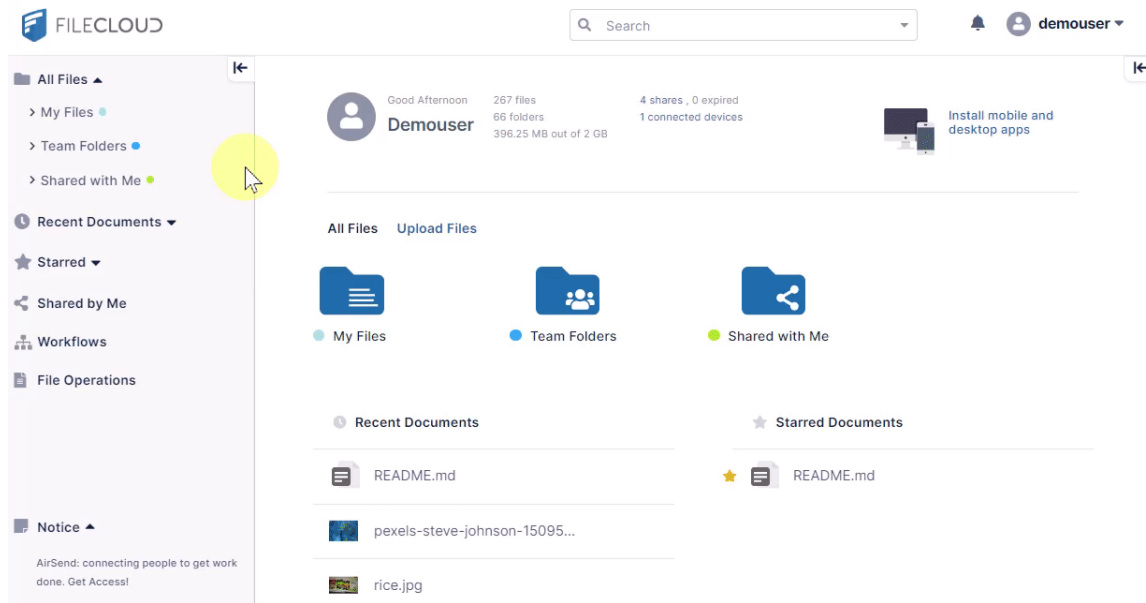 FILECLOUD
Search
demouser
All Files
My Files
Team Folders
Shared with Me
Recent Documents
Starred
Shared by Me
Workflows
File Operations
Notice
AirSend: connecting people to get work
done. Get Access!
Good Afternoon
Demouser
267 files
66 folders
396.25 MB out of 2 GB
4 shares , 0 expired
1 connected devices
Install mobile and
desktop apps
All Files Upload Files
My Files
Team Folders
Shared with Me
Recent Documents
README.md
pexels-steve-johnson-15095...
rice.jpg
Starred Documents
README.md